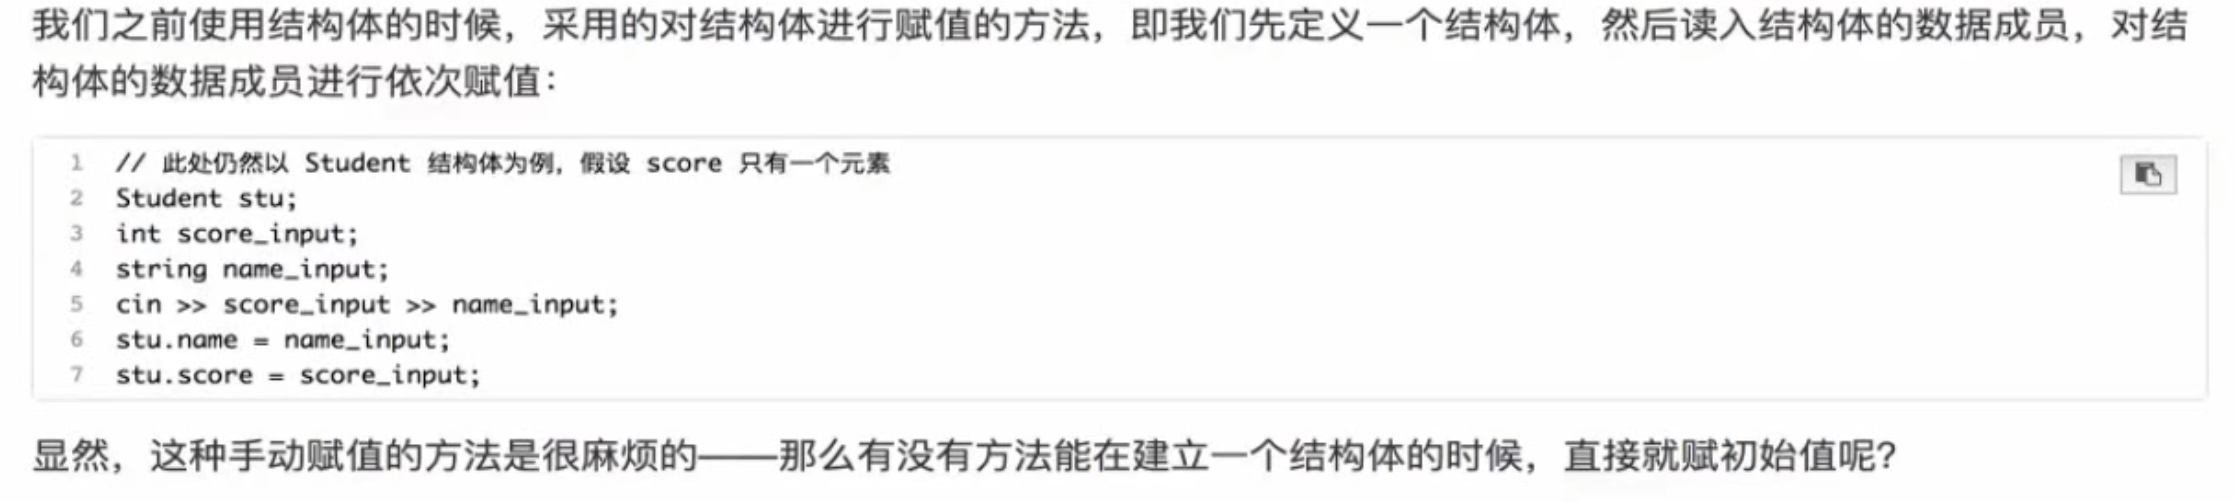 我们之前使用结构体的时候，采用的对结构体进行赋值的方法，即我们先定义一个结构体，然后读入结构体的数据成员，对结
构体的数据成员进行依次赋值：
1 // 此处仍然以 Student 结构体为例，假设 score 只有一个元素
2 Student stu;
3 int score_input;
4 string name_input;
5 cin >> score_input >> name_input;
6 stu.name = name_input;
7 stu.score = score_input;
显然，这种手动赋值的方法是很麻烦的——那么有没有方法能在建立一个结构体的时候，直接就赋初始值呢？